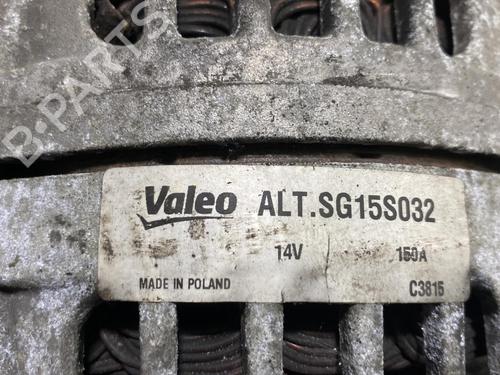 B-PARTS
Valeo ALT.SG15S032
14V 150A
MADE IN POLAND C3815